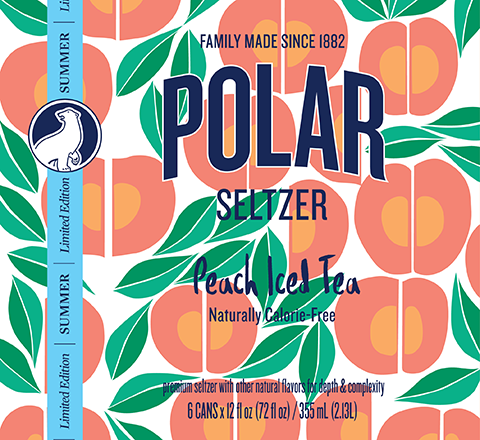 FAMILY MADE SINCE 1882
POLAR
SELTZER
Peach Iced Tea
Naturally Calorie-Free
premium seltzer with other natural flavors for depth & complexity
6 CANS x 12 fl oz (72 fl oz) / 355 mL (2.13L)
Limited Edition | SUMMER | Limited Edition | SUMMER | Li